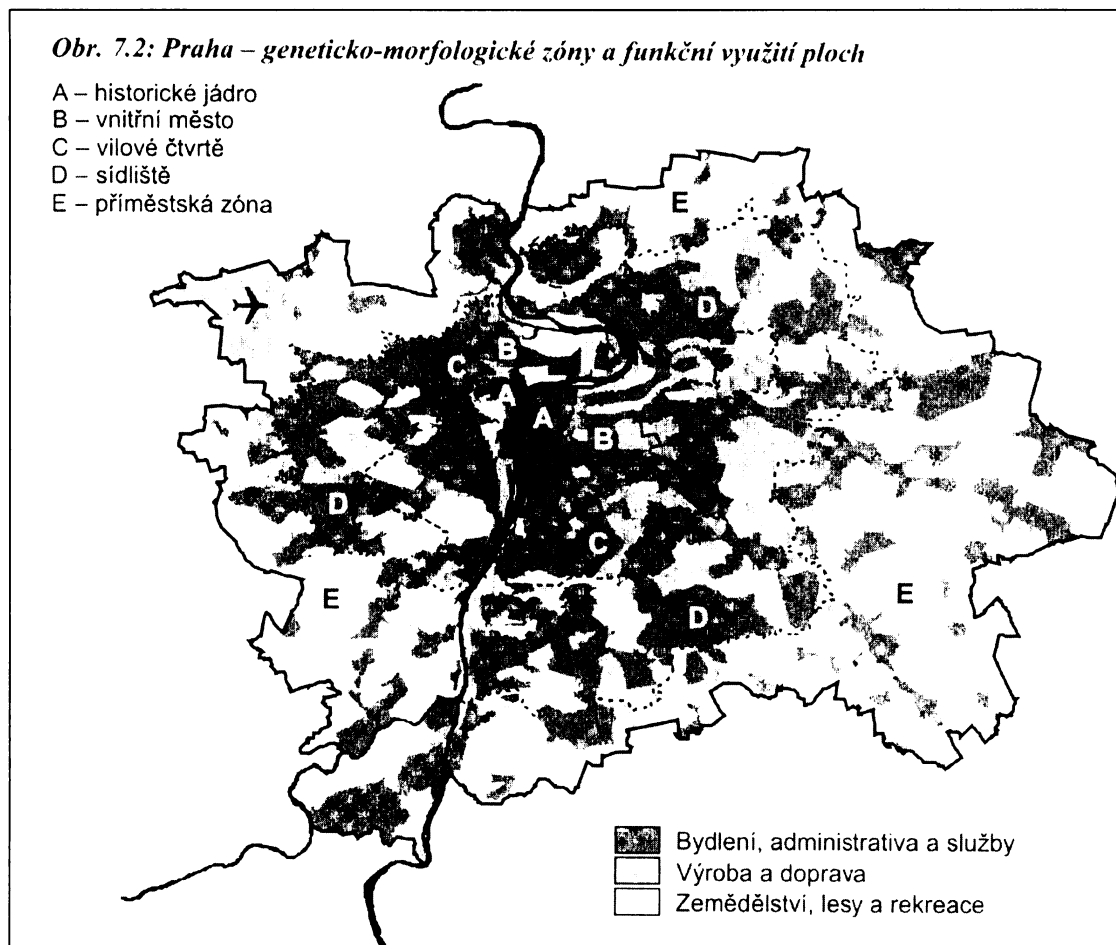 Obr. 7.2: Praha – geneticko-morfologické zóny a funkční využití ploch
A – historické jádro
B – vnitřní město
C – vilové čtvrtě
D – sídliště
E – příměstská zóna
E
D
B
C
A
A
B
D
C
E
D
E
Bydlení, administrativa a služby
Výroba a doprava
Zemědělství, lesy a rekreace